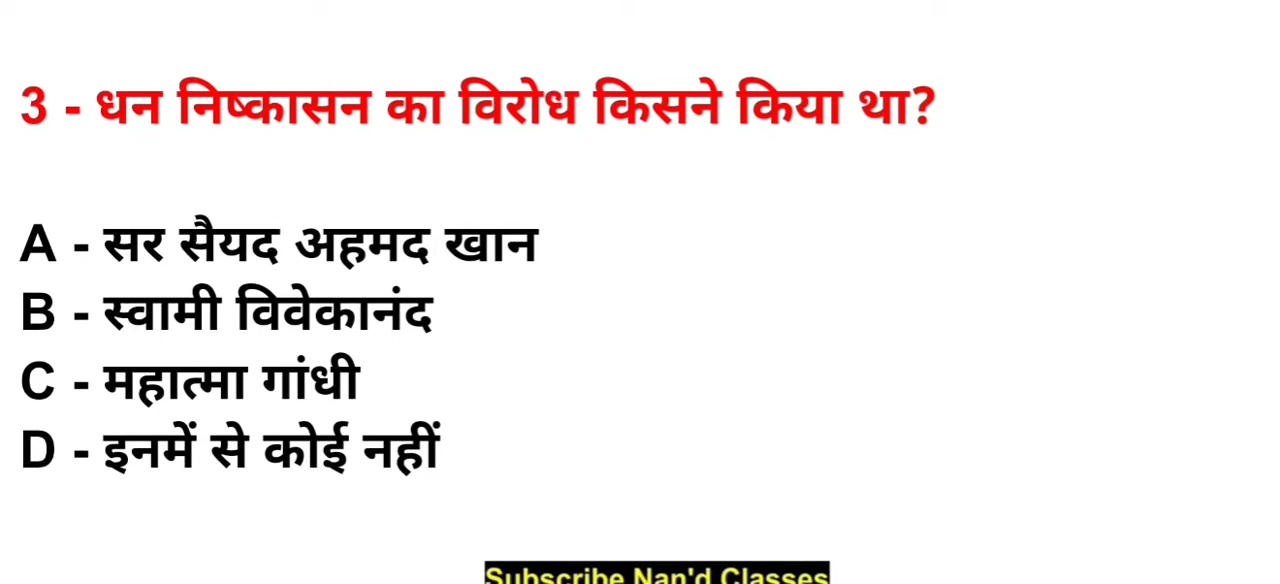 3 - धन निष्कासन का विरोध किसने किया था?
A - सर सैयद अहमद खान
B - स्वामी विवेकानंद
C - महात्मा गांधी
D - इनमें से कोई नहीं
Subscribe Nan'd Classes